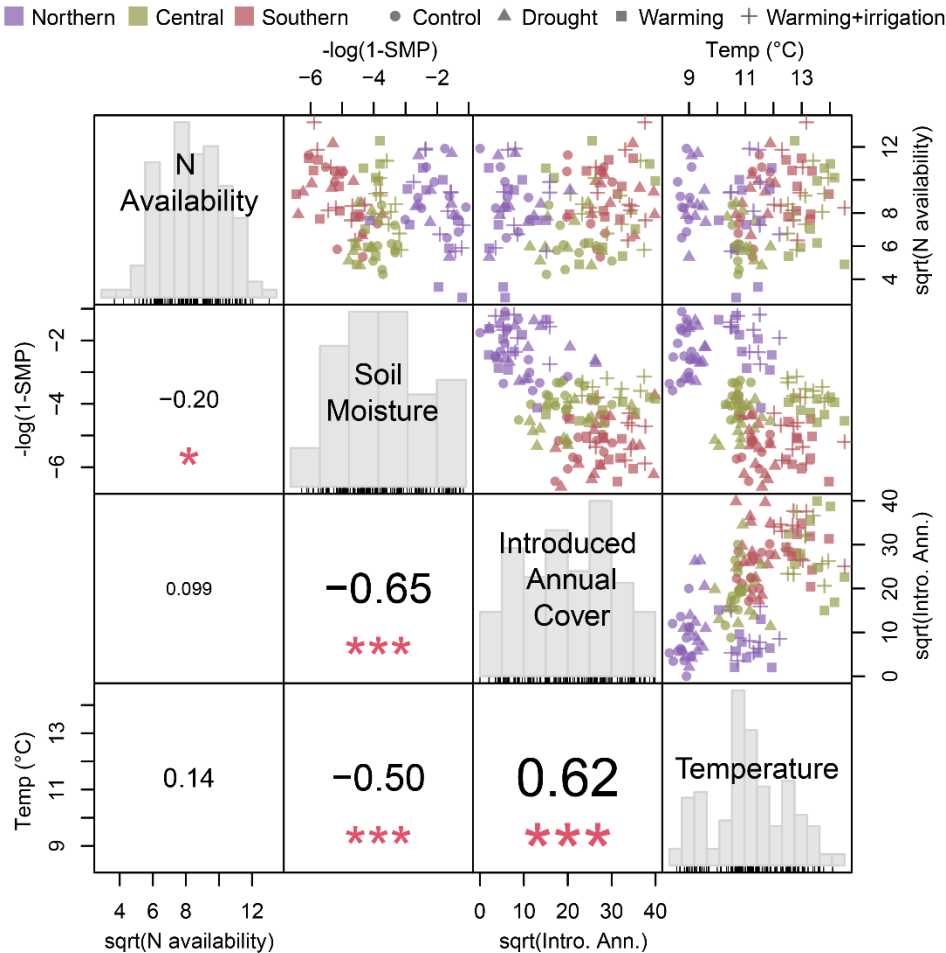 Northern Central Southern Control Drought Warming Warming+irrigation
-log(1-SMP) Temp (°C)
−6 −4 −2 9 11 13
N
Availability
4 6 8 12
sqrt(N availability)
−2
−4
−6
-log(1-SMP)
−0.20
*
Soil
Moisture
0.099
−0.65
***
Introduced
Annual
Cover
0 10 20 30 40
sqrt(Intro. Ann.)
Temp (°C)
9 11 13
0.14
−0.50
***
0.62
***
Temperature
4 6 8 12 0 10 20 30 40
sqrt(N availability) sqrt(Intro. Ann.)